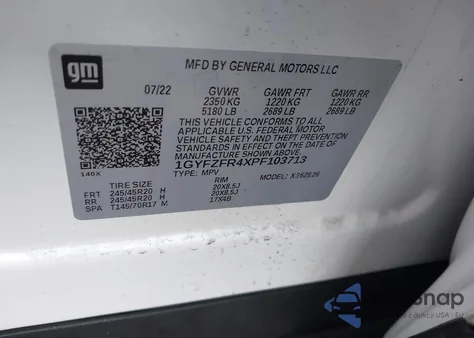 gm
MFD BY GENERAL MOTORS LLC
07/22 GVWR GAWR FRT GAWR RR
2350 KG 1220 KG 1220 KG
5180 LB 2689 LB 2689 LB
THIS VEHICLE CONFORMS TO ALL
APPLICABLE U.S. FEDERAL MOTOR
VEHICLE SAFETY AND THEFT PREVENTION
STANDARDS IN EFFECT ON THE DATE OF
MANUFACTURE SHOWN ABOVE.
1GYFZFR4XPF103713
140X TYPE: MPV MODEL: X26ZE26
TIRE SIZE RIM
FRT 245/45R20 H 20X8.5J
RR 245/45R20 H 20X8.5J
SPA T145/70R17 M 17X4B